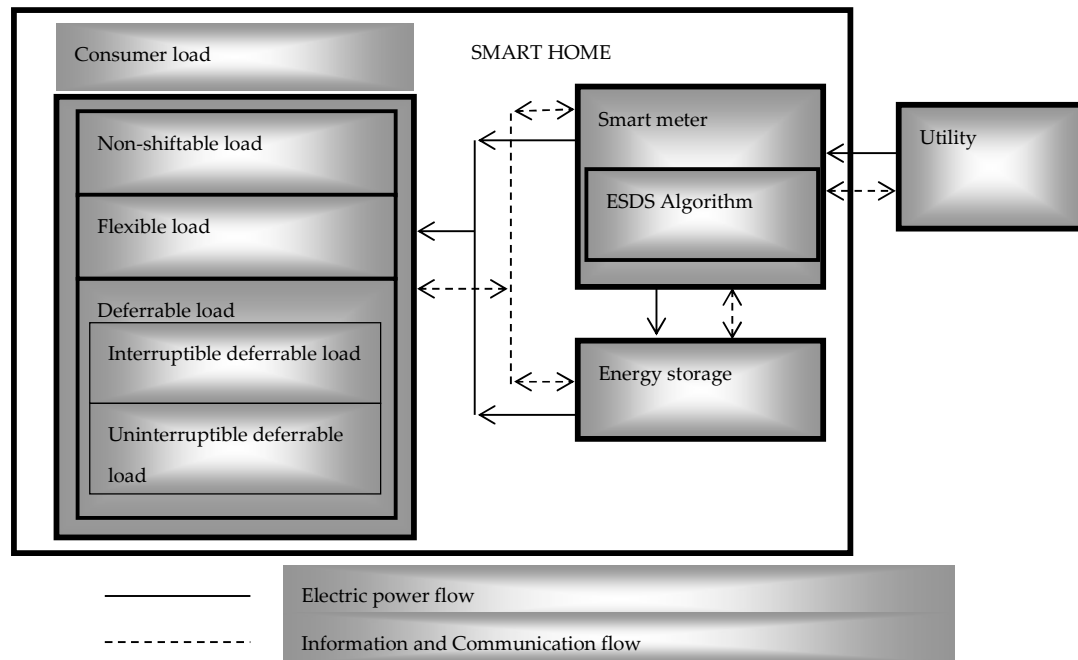 Consumer load
SMART HOME
Non-shiftable load
Smart meter
Utility
ESDS Algorithm
Flexible load
Deferrable load
Interruptible deferrable load
Energy storage
Uninterruptible deferrable
load
Electric power flow
Information and Communication flow